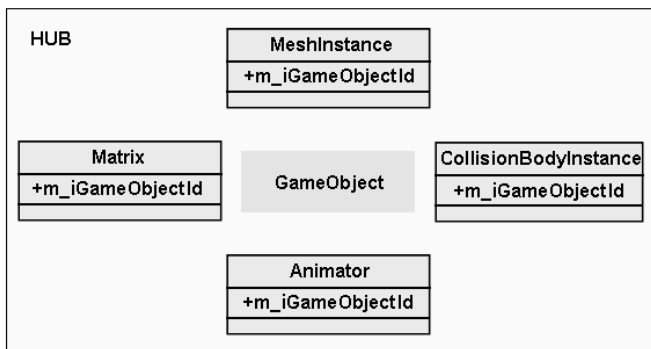 HUB
MeshInstance
+m_iGameObjectId
Matrix
+m_iGameObjectId
GameObject
CollisionBodyInstance
+m_iGameObjectId
Animator
+m_iGameObjectId